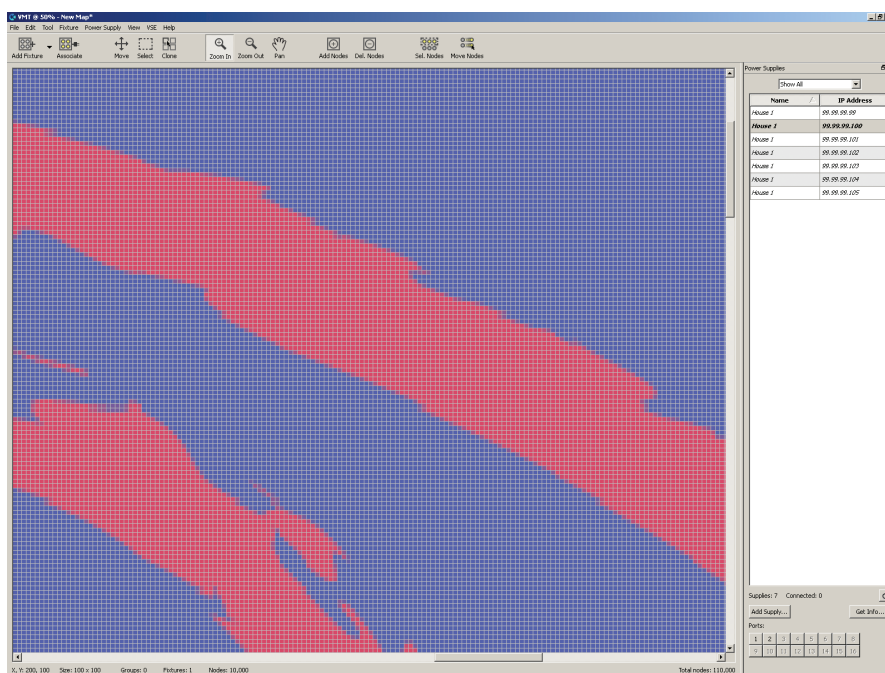 VMT @ 50% - New Map*
File Edit Tool Fixture Power Supply View VSE Help
Add Fixture Associate Move Select Clone Zoom In Zoom Out Pan Add Nodes Del. Nodes Sel. Nodes Move Nodes
Power Supplies
Show All
Name IP Address
House 1 99.99.99.99
House 1 99.99.99.100
House 1 99.99.99.101
House 1 99.99.99.102
House 1 99.99.99.103
House 1 99.99.99.104
House 1 99.99.99.105
Supplies: 7 Connected: 0
Add Supply... Get Info...
Ports:
1 2 3 4 5 6 7 8
9 10 11 12 13 14 15 16
X, Y: 200, 100 Size: 100 x 100 Groups: 0 Fixtures: 1 Nodes: 10,000 Total nodes: 110,000